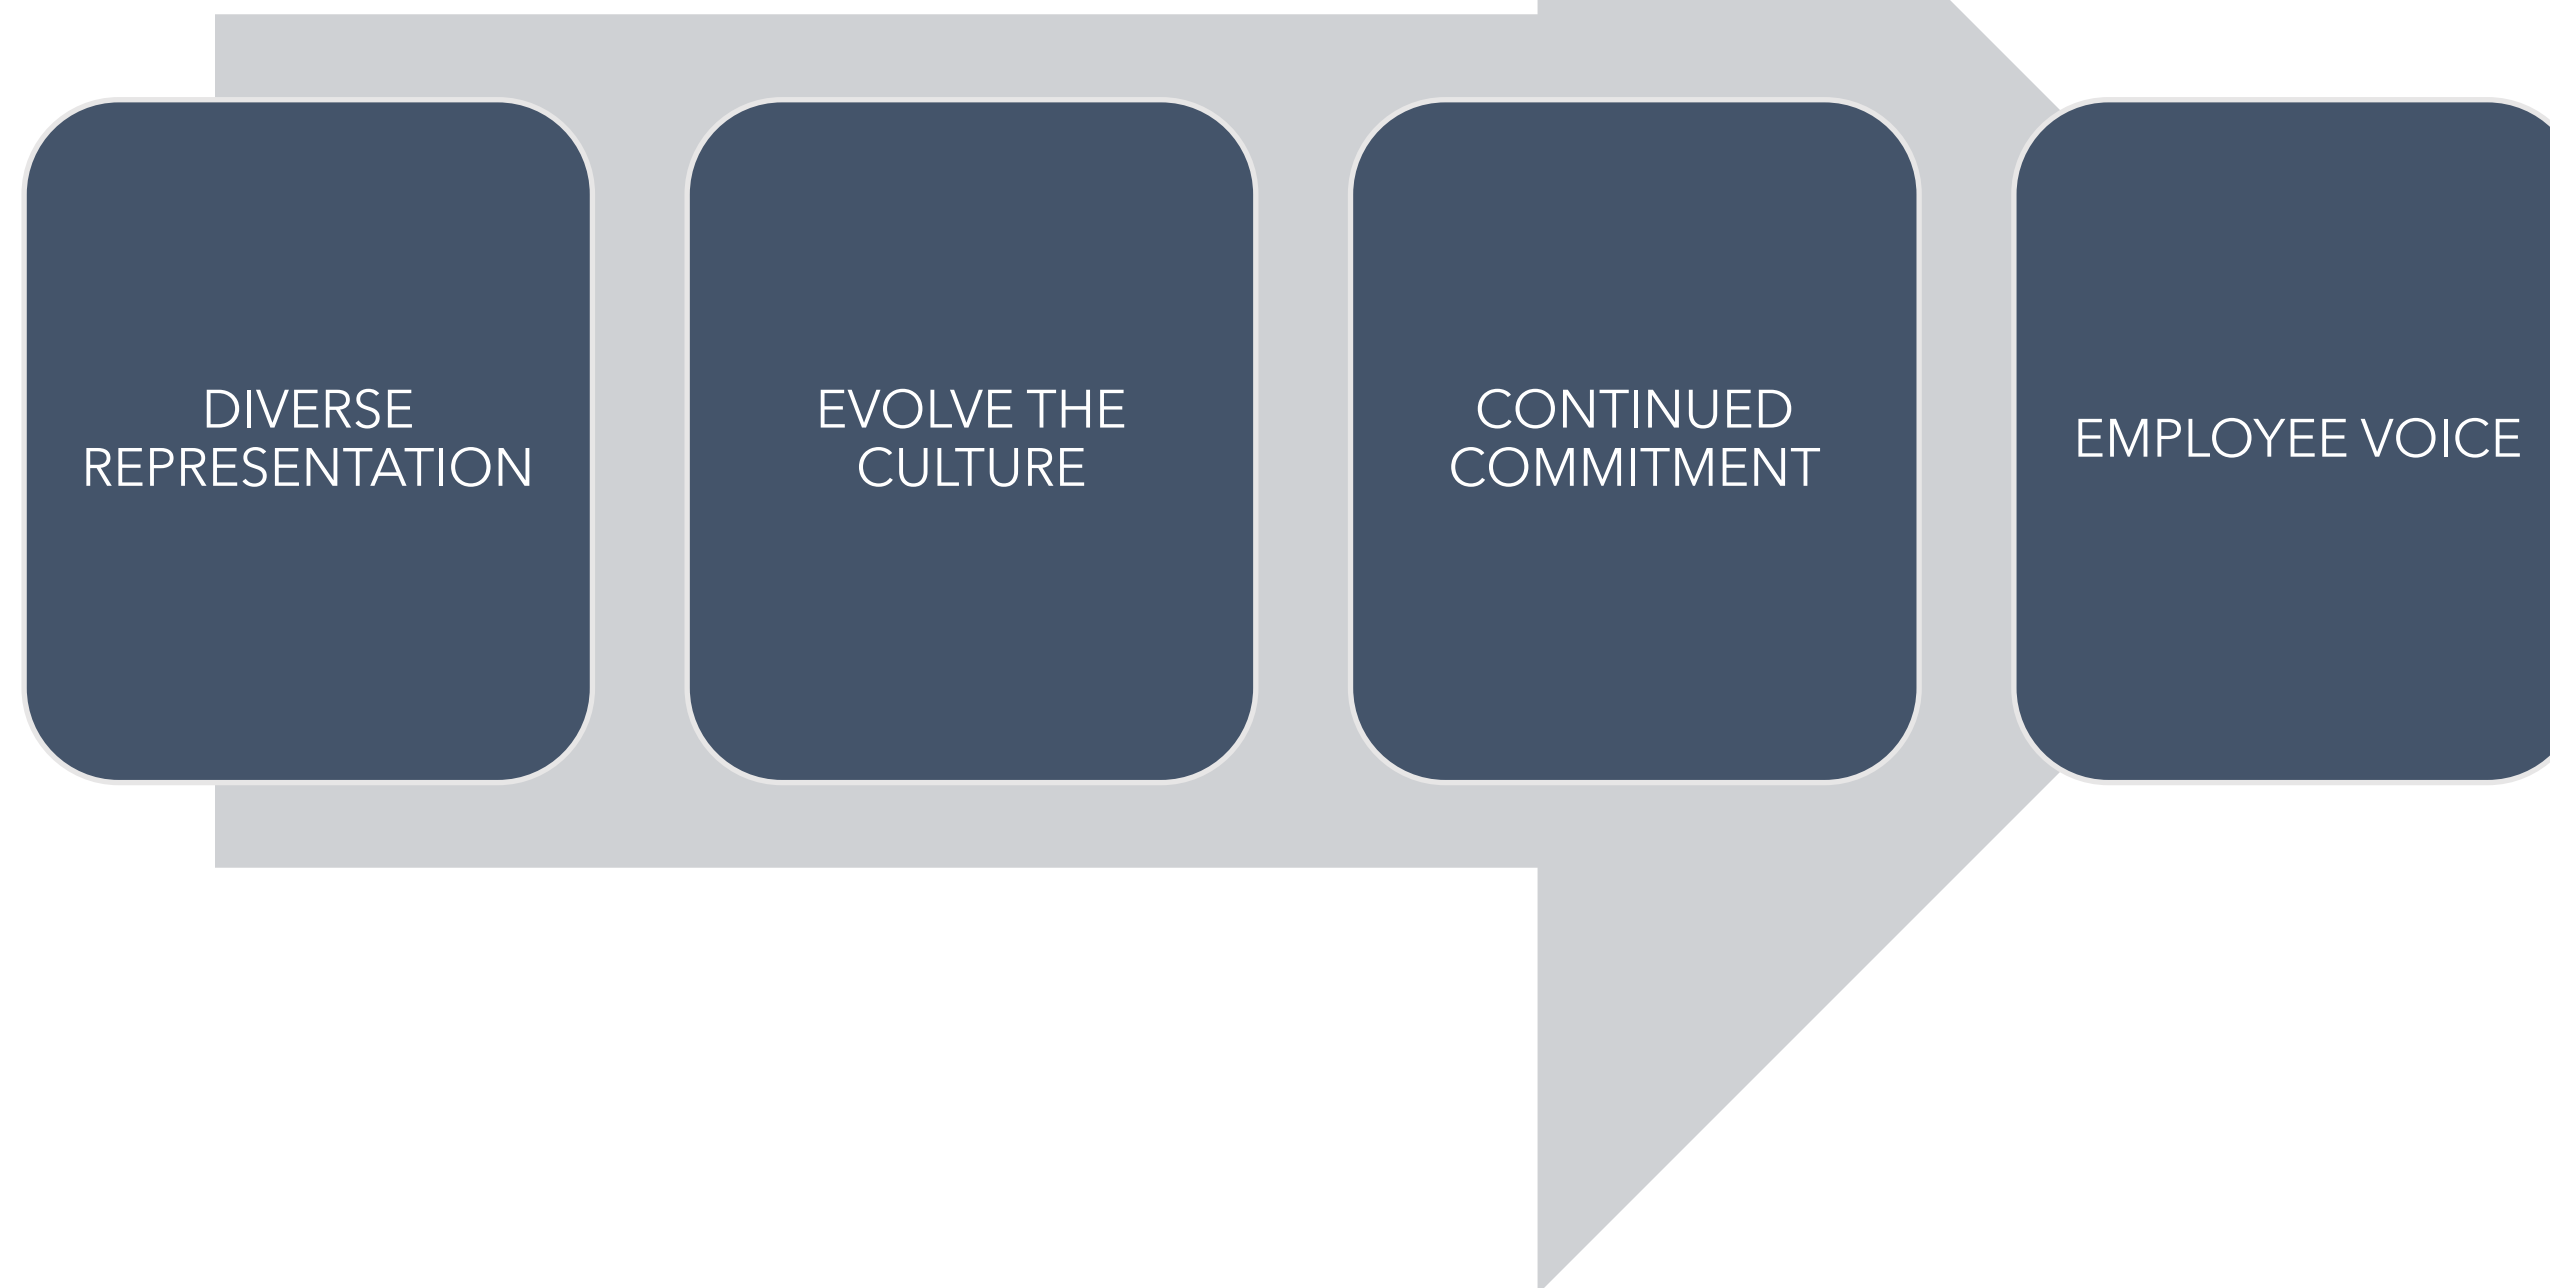 DIVERSE
REPRESENTATION
EVOLVE THE
CULTURE
CONTINUED
COMMITMENT
EMPLOYEE VOICE